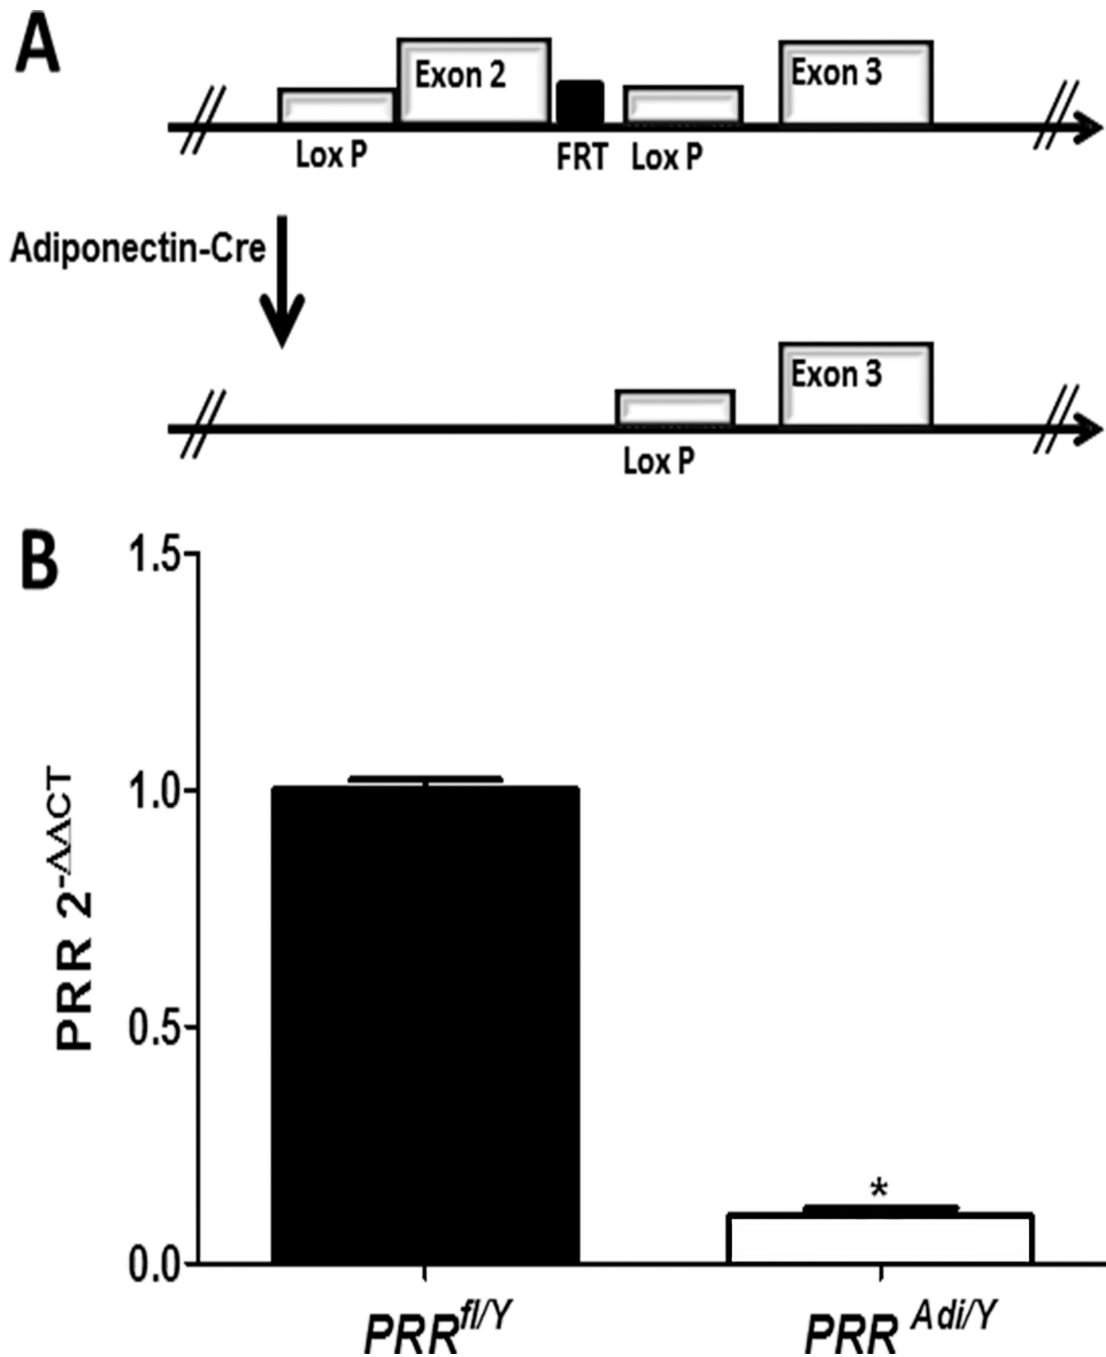 A
Exon 2
Exon 3
Lox P
FRT
Lox P
Adiponectin-Cre
Exon 3
Lox P
B
1.5
1.0
0.5
0.0
PRR 2-ΔΔCT
*
PRRfl/Y
PRR Adi/Y